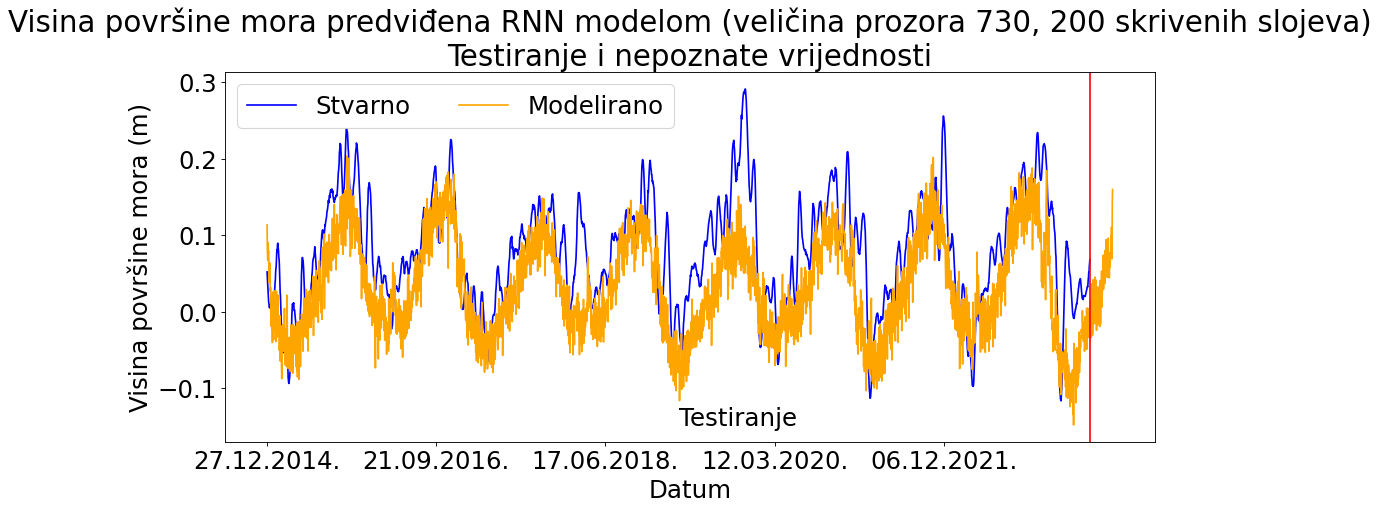 Visina površine mora predviđena RNN modelom (veličina prozora 730, 200 skrivenih slojeva)
Testiranje i nepoznate vrijednosti
Stvarno Modelirano
Visina površine mora (m)
0.3
0.2
0.1
0.0
−0.1
Testiranje
27.12.2014. 21.09.2016. 17.06.2018. 12.03.2020. 06.12.2021.
Datum